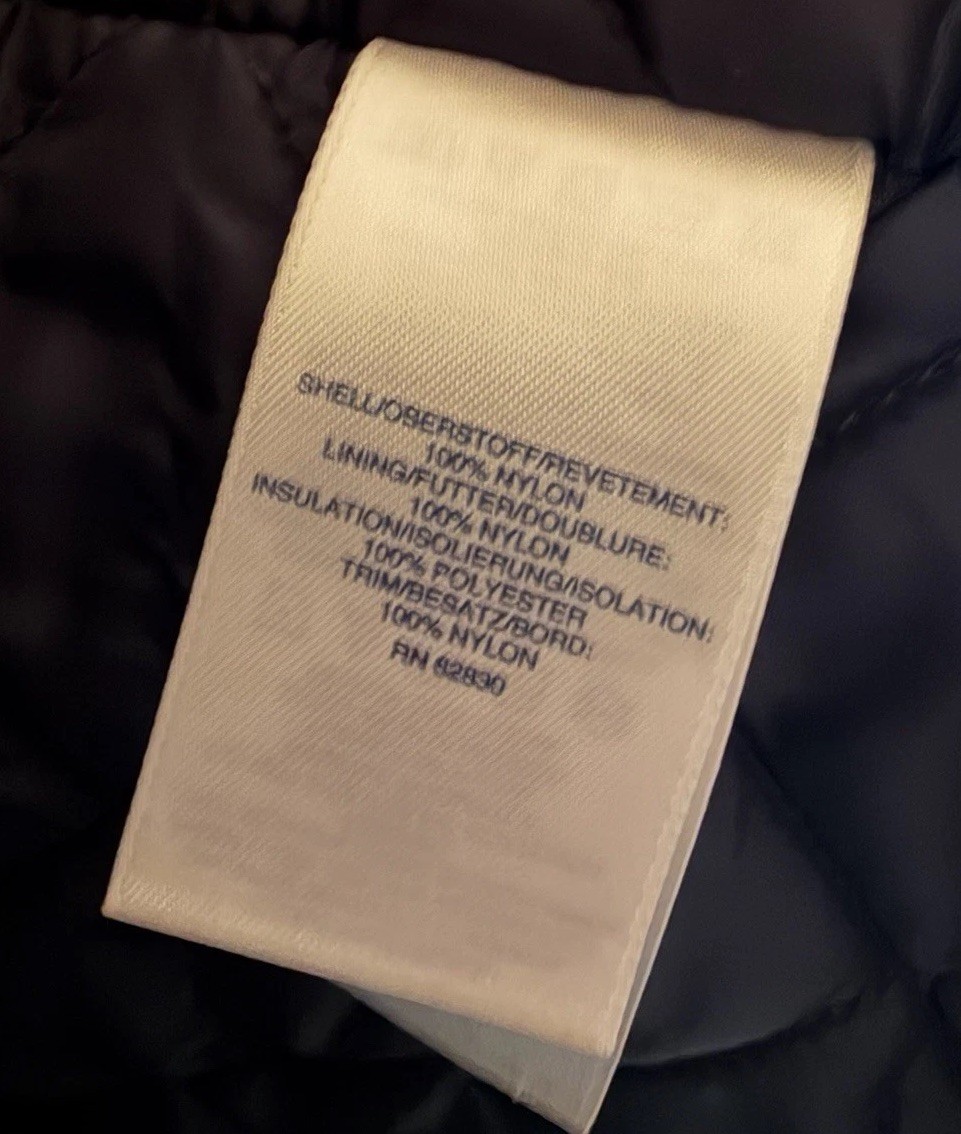 SHELL/OBERSTOFF/REVETEMENT:
100% NYLON
LINING/FUTTER/DOUBLURE:
100% NYLON
INSULATION/ISOLIERUNG/ISOLATION:
100% POLYESTER
TRIM/BESATZ/BORD:
100% NYLON
RN 62830